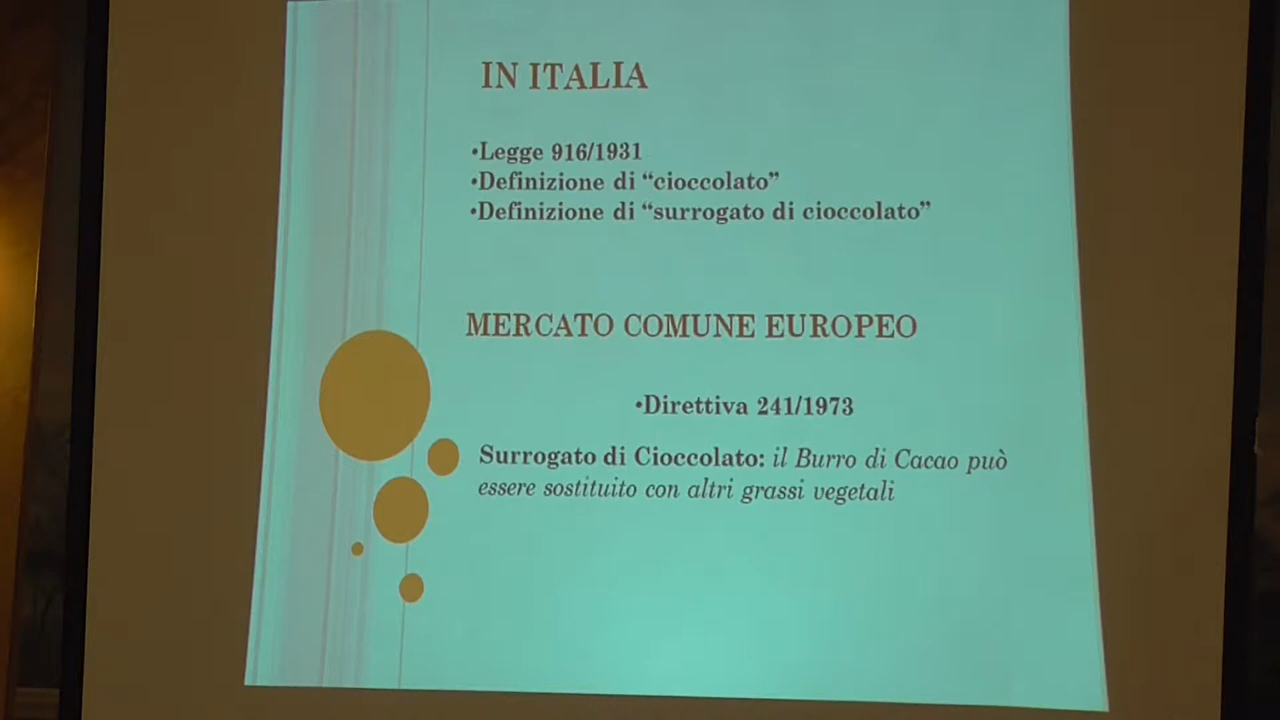 IN ITALIA
•Legge 916/1931
•Definizione di “cioccolato”
•Definizione di “surrogato di cioccolato”
MERCATO COMUNE EUROPEO
•Direttiva 241/1973
Surrogato di Cioccolato: il Burro di Cacao può
essere sostituito con altri grassi vegetali